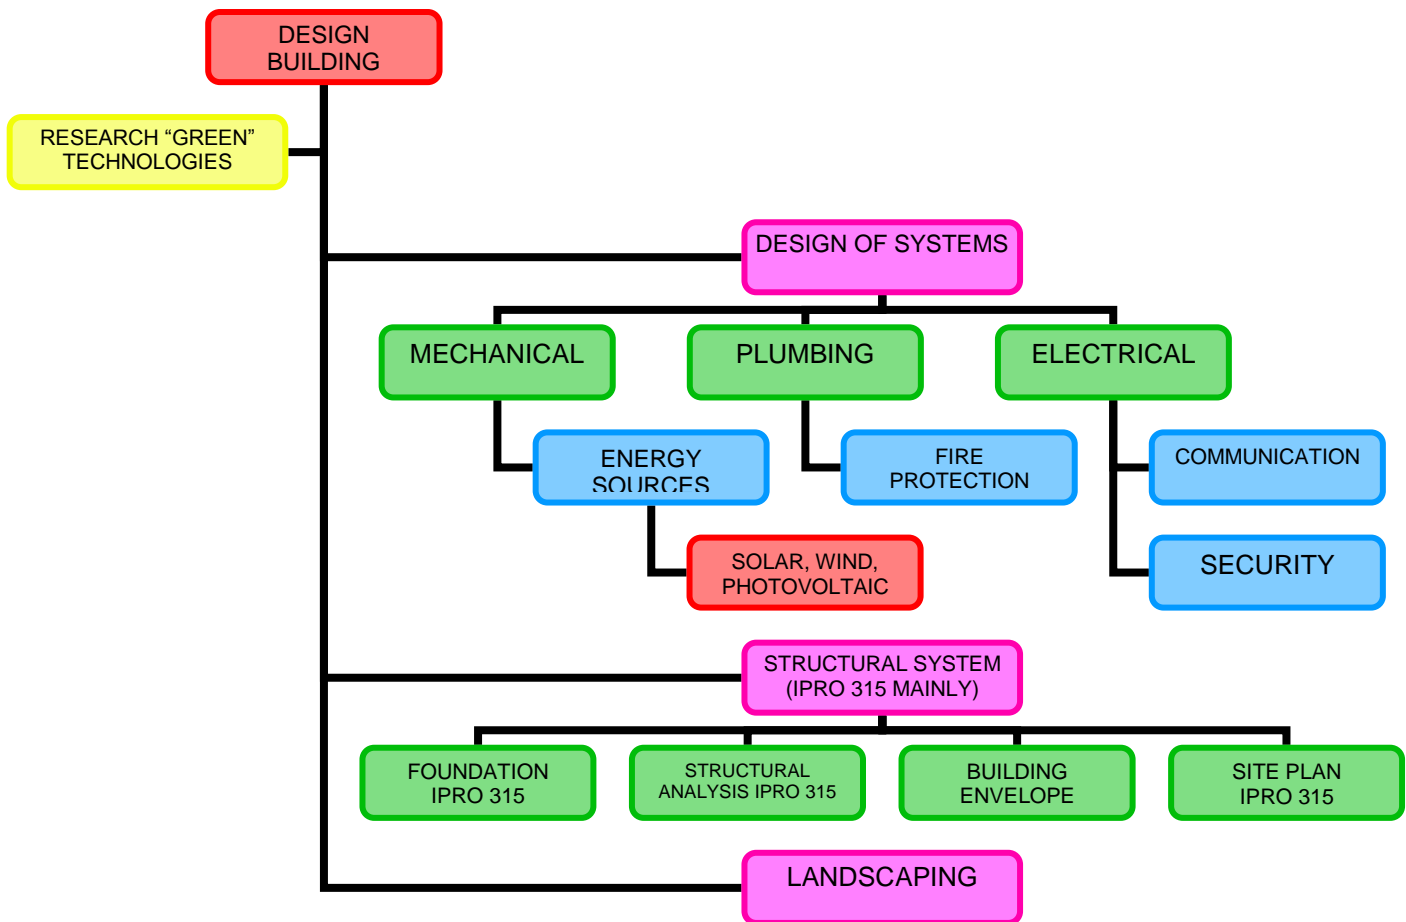 DESIGN
BUILDING
RESEARCH “GREEN”
TECHNOLOGIES
DESIGN OF SYSTEMS
MECHANICAL
PLUMBING
ELECTRICAL
ENERGY
SOURCES
FIRE
PROTECTION
COMMUNICATION
SOLAR, WIND,
PHOTOVOLTAIC
SECURITY
STRUCTURAL SYSTEM
(IPRO 315 MAINLY)
FOUNDATION
IPRO 315
STRUCTURAL
ANALYSIS IPRO 315
BUILDING
ENVELOPE
SITE PLAN
IPRO 315
LANDSCAPING